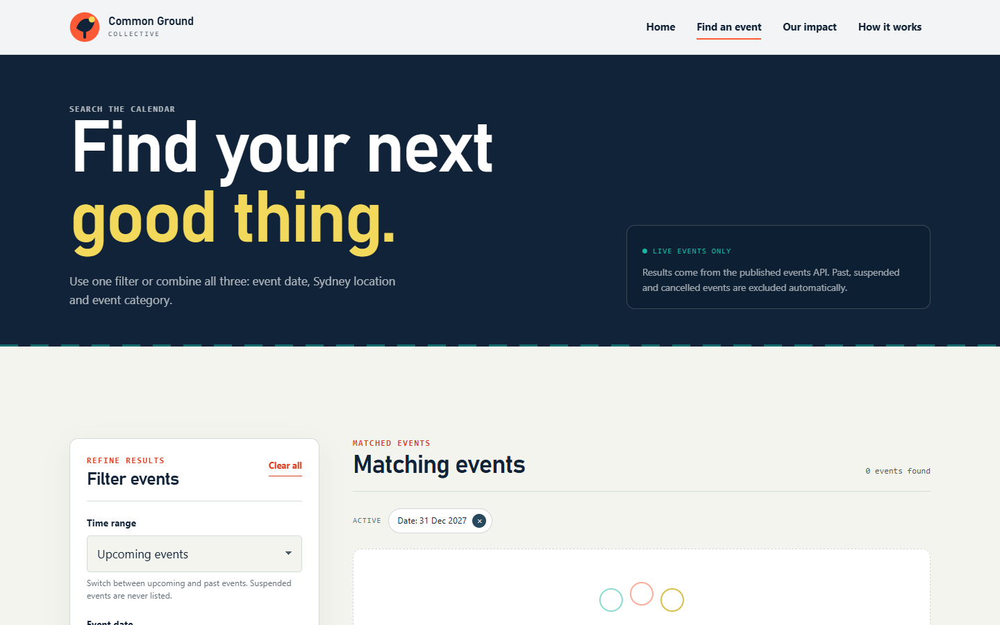 Common Ground
COLLECTIVE
Home
Find an event
Our impact
How it works
SEARCH THE CALENDAR
Find your next
good thing.
Use one filter or combine all three: event date, Sydney location
and event category.
LIVE EVENTS ONLY
Results come from the published events API. Past, suspended
and cancelled events are excluded automatically.
REFINE RESULTS
Filter events
Clear all
Time range
Upcoming events
Switch between upcoming and past events. Suspended
events are never listed.
Event date
MATCHED EVENTS
Matching events
0 events found
ACTIVE
Date: 31 Dec 2027 ×